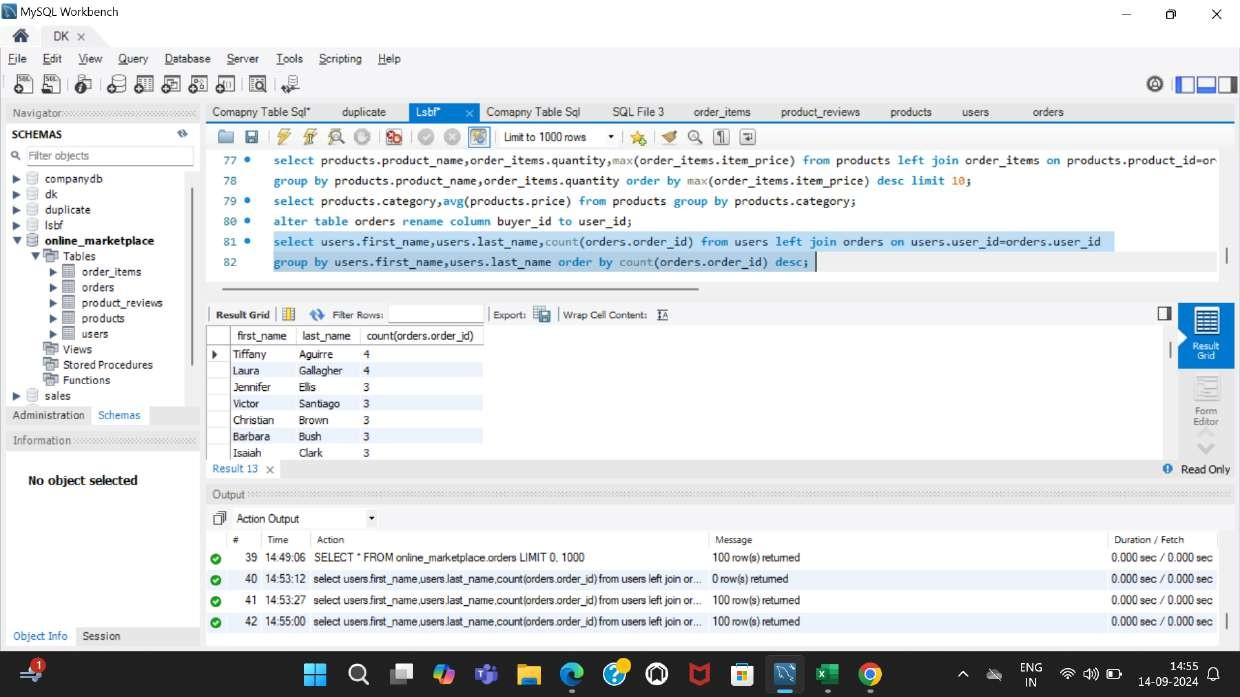 MySQL Workbench
DK
File Edit View Query Database Server Tools Scripting Help
Navigator
SCHEMAS
Filter objects
companydb
dk
duplicate
lsbf
online_marketplace
Tables
order_items
orders
product_reviews
products
users
Views
Stored Procedures
Functions
sales
Administration Schemas
Information
No object selected
Object Info Session
Comapny Table Sql* duplicate Lsbf* Comapny Table Sql SQL File 3 order_items product_reviews products users orders
Limit to 1000 rows
77 select products.product_name,order_items.quantity,max(order_items.item_price) from products left join order_items on products.product_id=or
78 group by products.product_name,order_items.quantity order by max(order_items.item_price) desc limit 10;
79 select products.category,avg(products.price) from products group by products.category;
80 alter table orders rename column buyer_id to user_id;
81 select users.first_name,users.last_name,count(orders.order_id) from users left join orders on users.user_id=orders.user_id
82 group by users.first_name,users.last_name order by count(orders.order_id) desc;
Result Grid Filter Rows: Export: Wrap Cell Content:
first_name last_name count(orders.order_id)
Tiffany Aguirre 4
Laura Gallagher 4
Jennifer Ellis 3
Victor Santiago 3
Christian Brown 3
Barbara Bush 3
Isaiah Clark 3
Result Grid
Form Editor
Result 13
Read Only
Output
Action Output
# Time Action Message Duration / Fetch
39 14:49:06 SELECT * FROM online_marketplace.orders LIMIT 0, 1000 100 row(s) returned 0.000 sec / 0.000 sec
40 14:53:12 select users.first_name,users.last_name,count(orders.order_id) from users left join or... 0 row(s) returned 0.000 sec / 0.000 sec
41 14:53:27 select users.first_name,users.last_name,count(orders.order_id) from users left join or... 100 row(s) returned 0.000 sec / 0.000 sec
42 14:55:00 select users.first_name,users.last_name,count(orders.order_id) from users left join or... 100 row(s) returned 0.000 sec / 0.000 sec
1
ENG
IN
14:55
14-09-2024